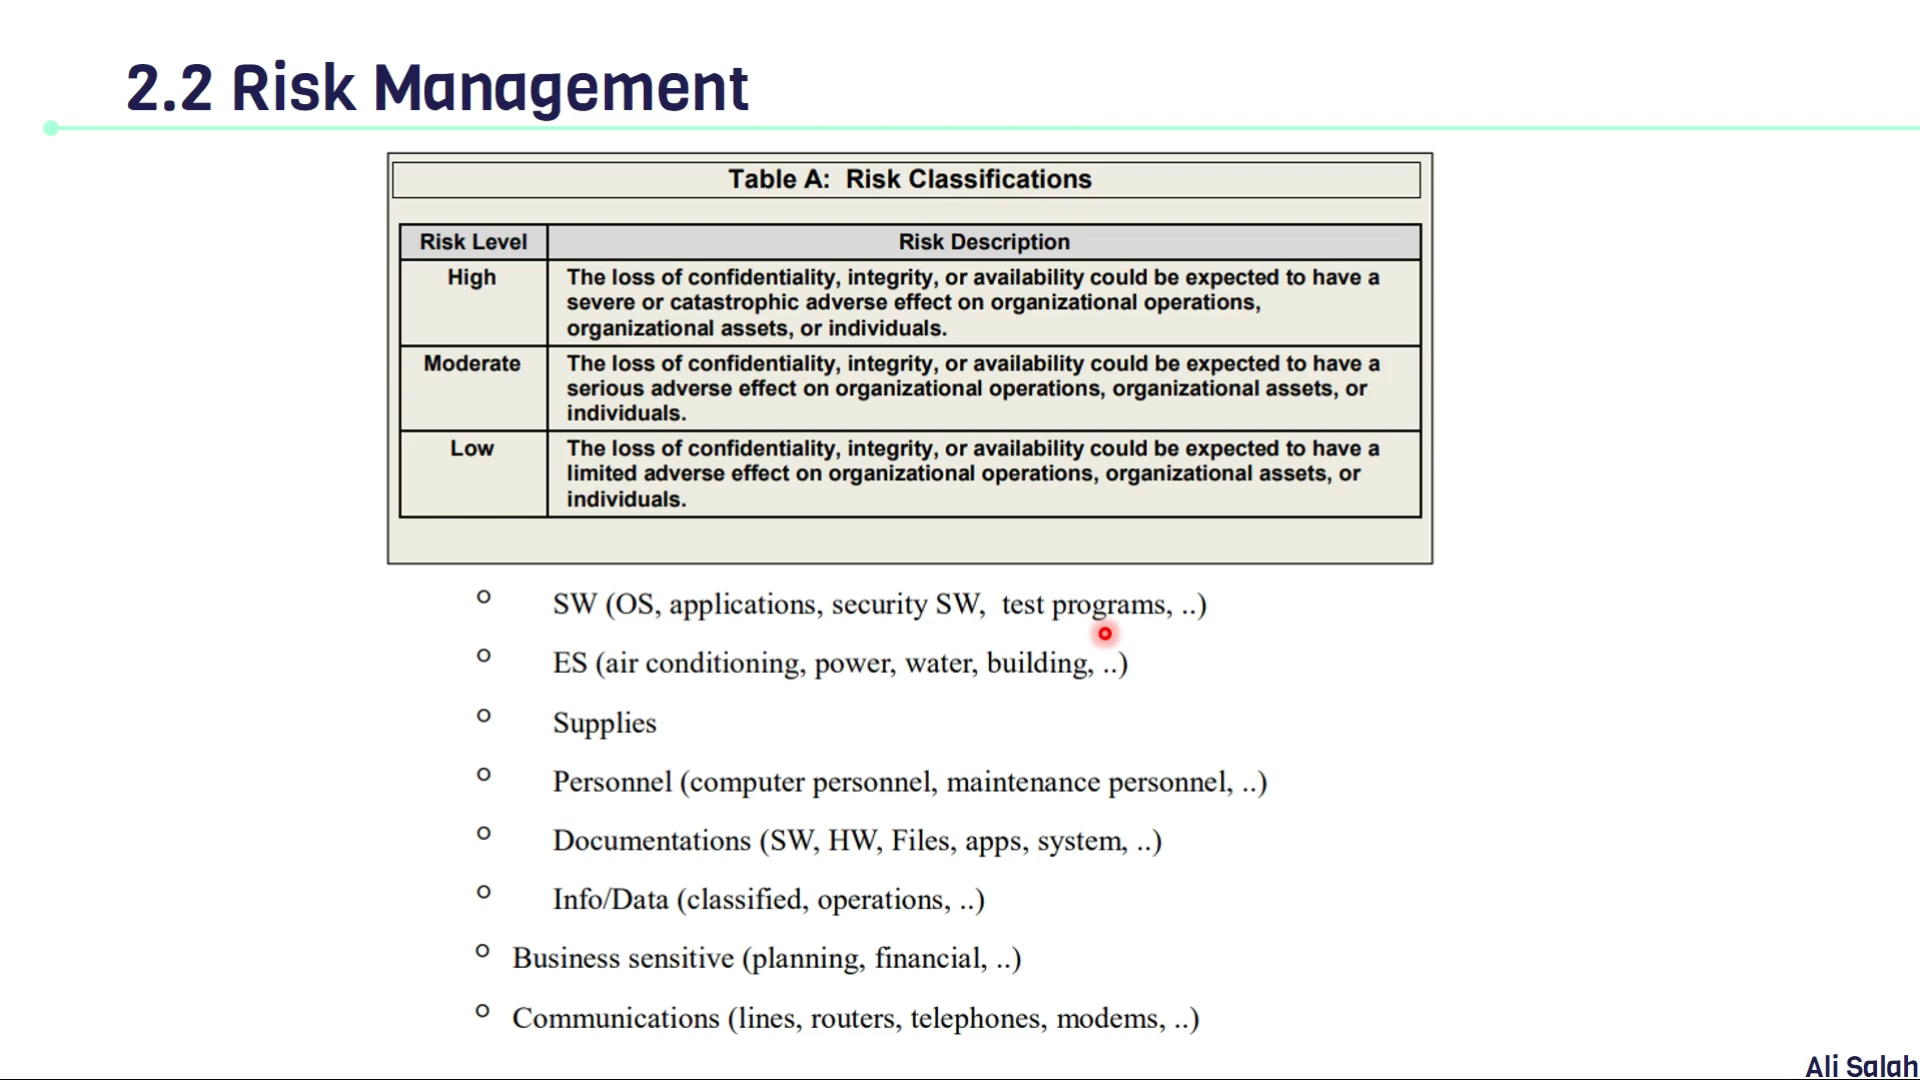 2.2 Risk Management
Table A: Risk Classifications
Risk Level Risk Description
High The loss of confidentiality, integrity, or availability could be expected to have a
severe or catastrophic adverse effect on organizational operations,
organizational assets, or individuals.
Moderate The loss of confidentiality, integrity, or availability could be expected to have a
serious adverse effect on organizational operations, organizational assets, or
individuals.
Low The loss of confidentiality, integrity, or availability could be expected to have a
limited adverse effect on organizational operations, organizational assets, or
individuals.
SW (OS, applications, security SW, test programs, ..)
ES (air conditioning, power, water, building, ..)
Supplies
Personnel (computer personnel, maintenance personnel, ..)
Documentations (SW, HW, Files, apps, system, ..)
Info/Data (classified, operations, ..)
Business sensitive (planning, financial, ..)
Communications (lines, routers, telephones, modems, ..)
Ali Salah